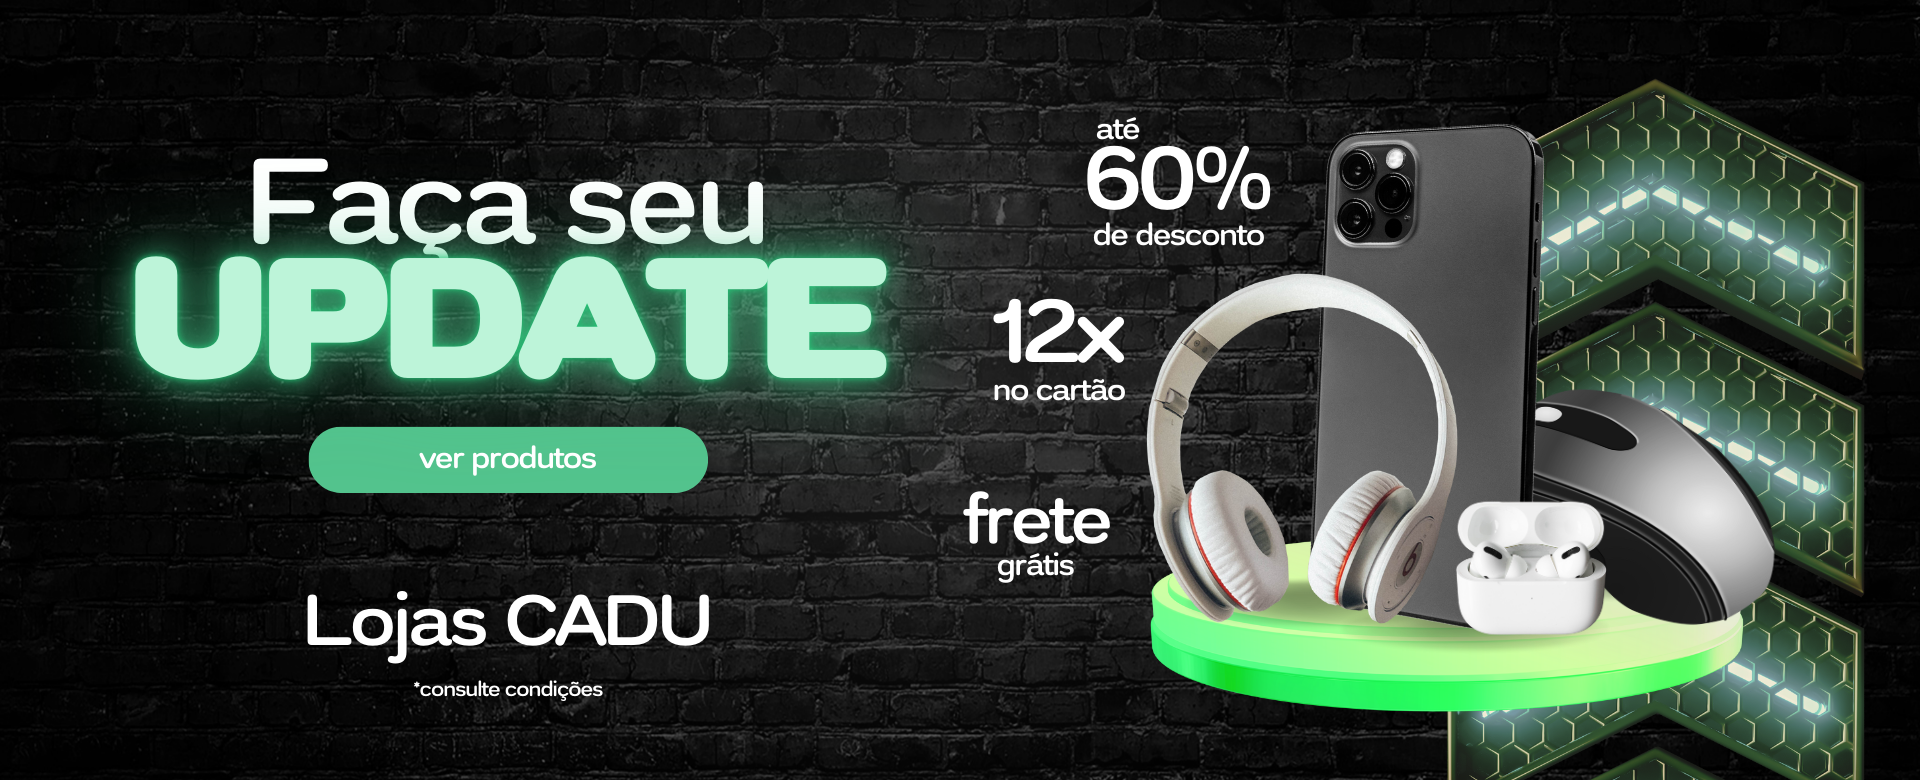 Faça seu
UPDATE
ver produtos
Lojas CADU
*consulte condições
até
60%
de desconto
12x
no cartão
frete
grátis